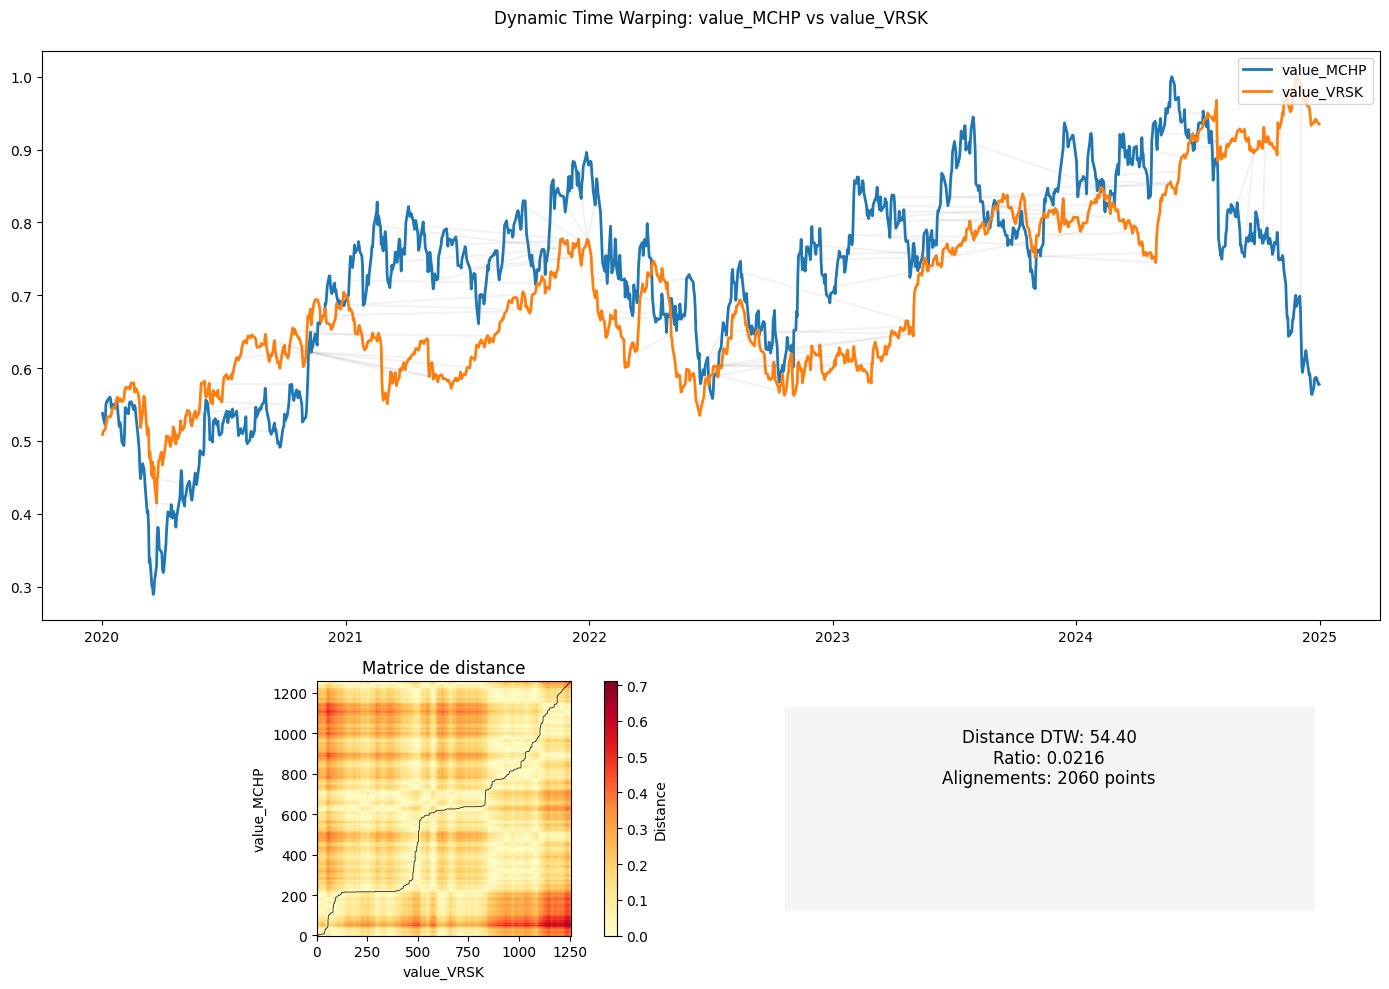 Dynamic Time Warping: value_MCHP vs value_VRSK
value_MCHP
value_VRSK
1.0
0.9
0.8
0.7
0.6
0.5
0.4
0.3
2020 2021 2022 2023 2024 2025
Matrice de distance
1200
1000
800
600
400
200
0
value_MCHP
0 250 500 750 1000 1250
value_VRSK
0.7
0.6
0.5
0.4
0.3
0.2
0.1
0.0
Distance
Distance DTW: 54.40
Ratio: 0.0216
Alignements: 2060 points